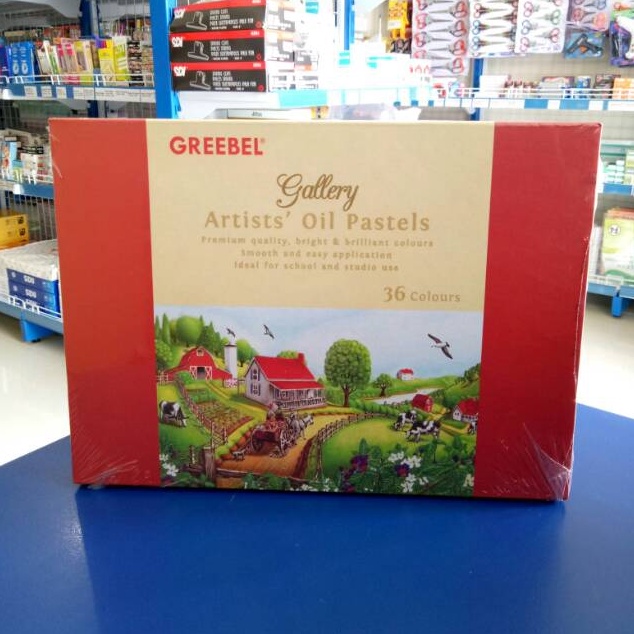 GREEBEL®
Gallery
Artists' Oil Pastels
Premium quality, bright & brilliant colours
Smooth and easy application
Ideal for school and studio use
36 Colours